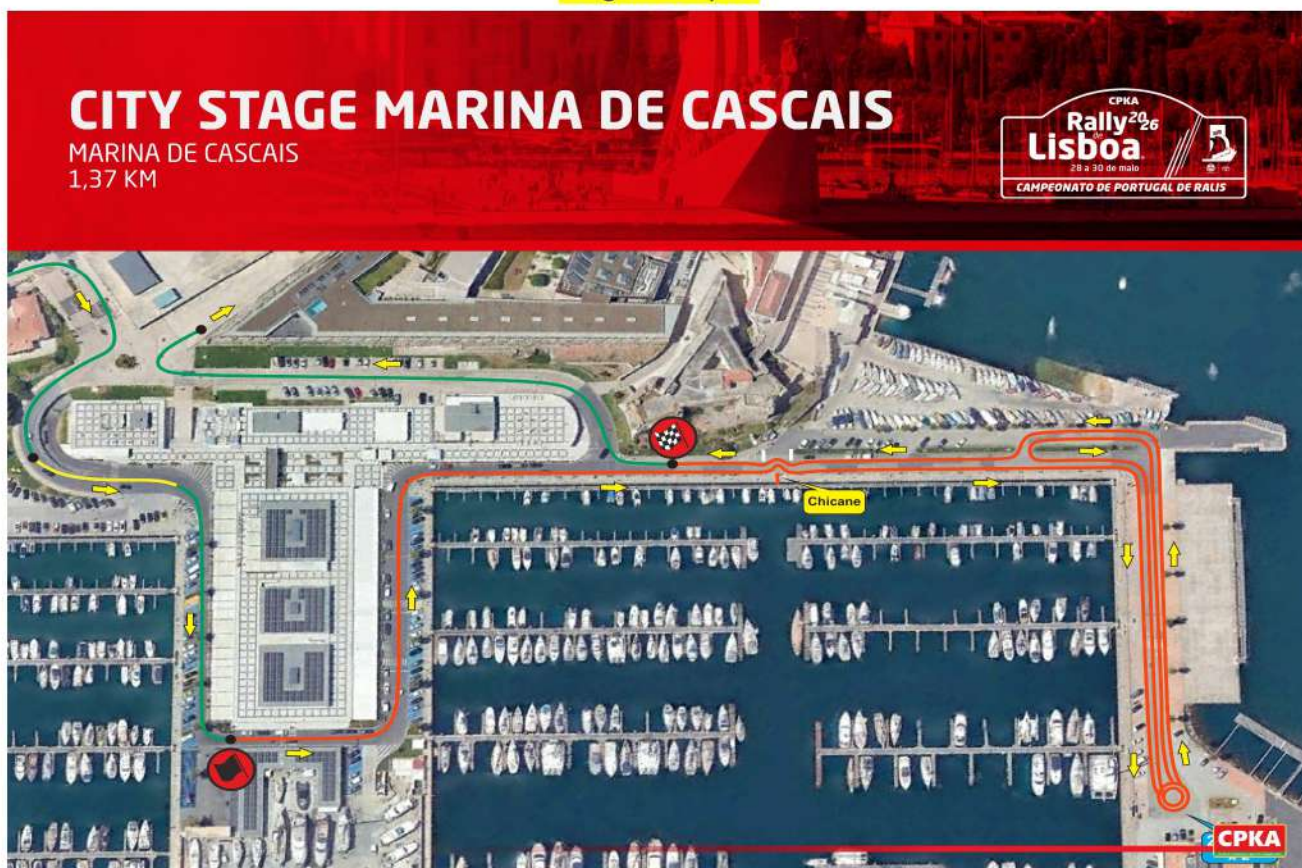 CITY STAGE MARINA DE CASCAIS
MARINA DE CASCAIS
1,37 KM
CPKA
Rally 2026
de
Lisboa
28 a 30 de maio
CAMPEONATO DE PORTUGAL DE RALIS
Chicane
CPKA